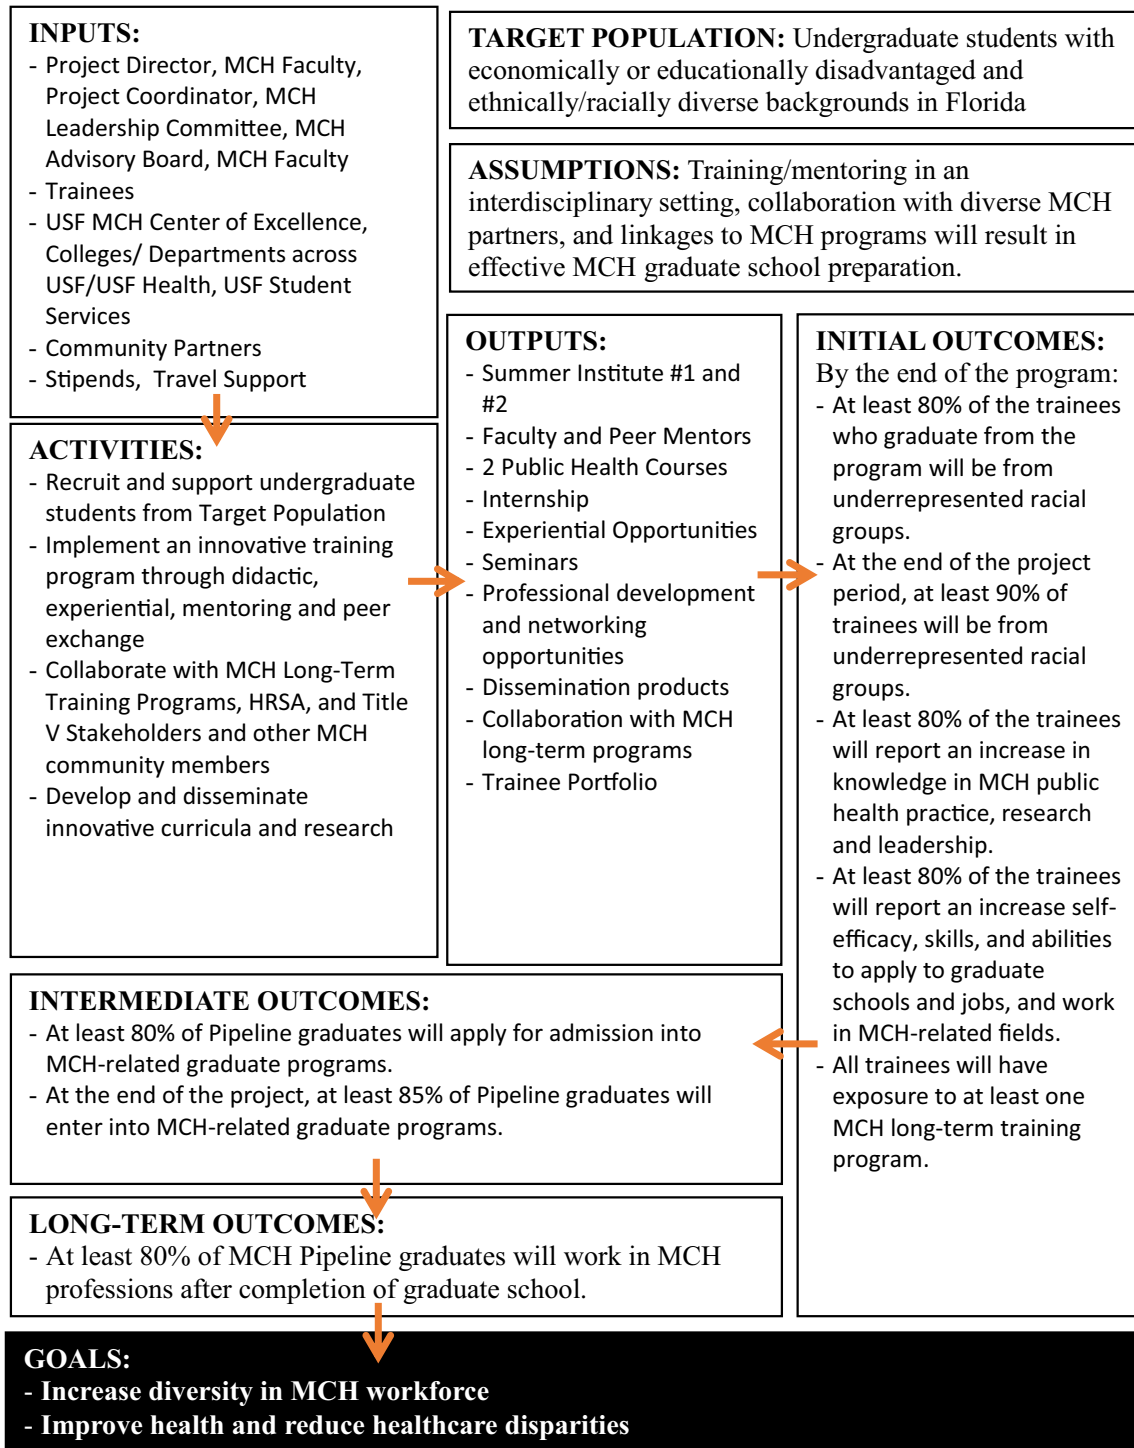 INPUTS:
- Project Director, MCH Faculty,
Project Coordinator, MCH
Leadership Committee, MCH
Advisory Board, MCH Faculty
- Trainees
- USF MCH Center of Excellence,
Colleges/ Departments across
USF/USF Health, USF Student
Services
- Community Partners
- Stipends, Travel Support
TARGET POPULATION: Undergraduate students with
economically or educationally disadvantaged and
ethnically/racially diverse backgrounds in Florida
ASSUMPTIONS: Training/mentoring in an
interdisciplinary setting, collaboration with diverse MCH
partners, and linkages to MCH programs will result in
effective MCH graduate school preparation.
ACTIVITIES:
- Recruit and support undergraduate
students from Target Population
- Implement an innovative training
program through didactic,
experiential, mentoring and peer
exchange
- Collaborate with MCH Long-Term
Training Programs, HRSA, and Title
V Stakeholders and other MCH
community members
- Develop and disseminate
innovative curricula and research
OUTPUTS:
- Summer Institute #1 and
#2
- Faculty and Peer Mentors
- 2 Public Health Courses
- Internship
- Experiential Opportunities
- Seminars
- Professional development
and networking
opportunities
- Dissemination products
- Collaboration with MCH
long-term programs
- Trainee Portfolio
INITIAL OUTCOMES:
By the end of the program:
- At least 80% of the trainees
who graduate from the
program will be from
underrepresented racial
groups.
- At the end of the project
period, at least 90% of
trainees will be from
underrepresented racial
groups.
- At least 80% of the trainees
will report an increase in
knowledge in MCH public
health practice, research
and leadership.
- At least 80% of the trainees
will report an increase self-
efficacy, skills, and abilities
to apply to graduate
schools and jobs, and work
in MCH-related fields.
- All trainees will have
exposure to at least one
MCH long-term training
program.
INTERMEDIATE OUTCOMES:
- At least 80% of Pipeline graduates will apply for admission into
MCH-related graduate programs.
- At the end of the project, at least 85% of Pipeline graduates will
enter into MCH-related graduate programs.
LONG-TERM OUTCOMES:
- At least 80% of MCH Pipeline graduates will work in MCH
professions after completion of graduate school.
GOALS:
- Increase diversity in MCH workforce
- Improve health and reduce healthcare disparities